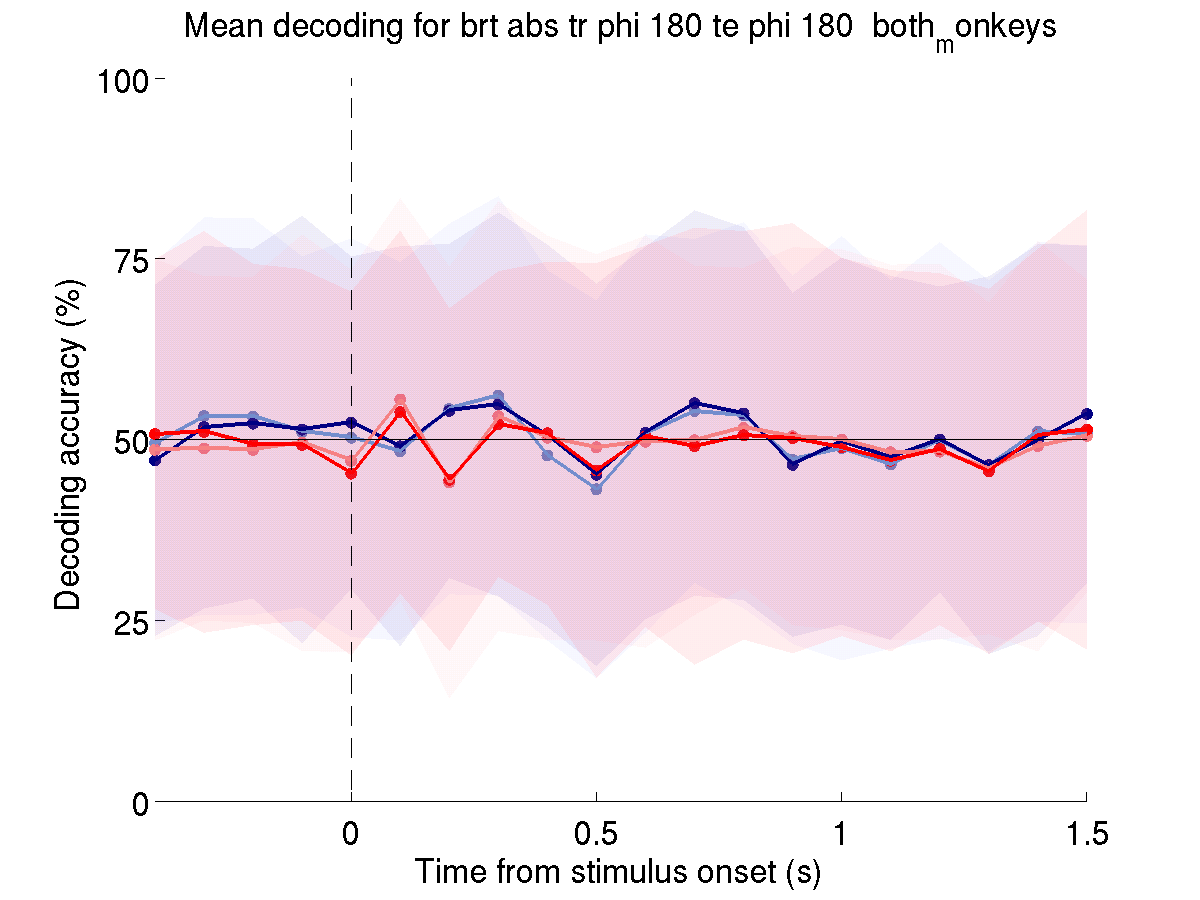 Mean decoding for brt abs tr phi 180 te phi 180 both_monkeys
100
75
50
25
0
Decoding accuracy (%)
0 0.5 1 1.5
Time from stimulus onset (s)